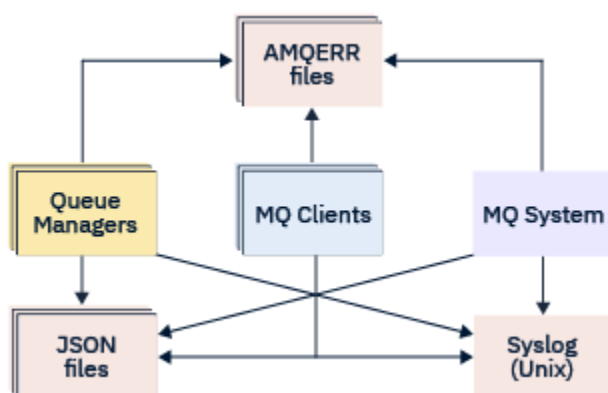 AMQERR
files
Queue
Managers
MQ Clients
MQ System
JSON
files
Syslog
(Unix)